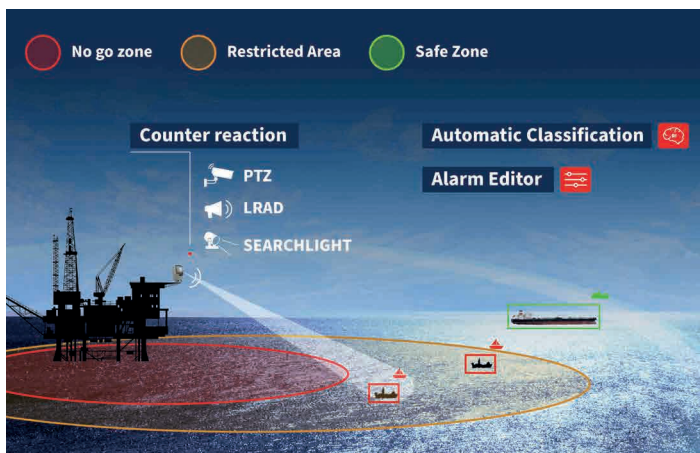 No go zone
Restricted Area
Safe Zone
Counter reaction
Automatic Classification
PTZ
Alarm Editor
LRAD
SEARCHLIGHT